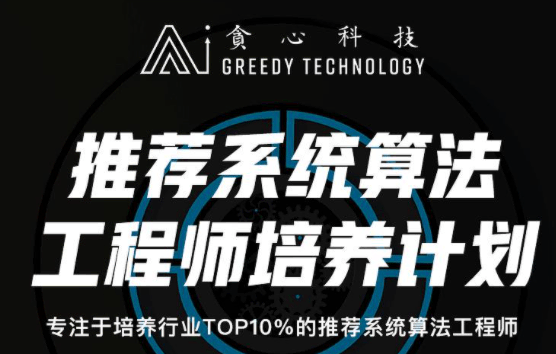 Ai 貪心科技
GREEDY TECHNOLOGY
推荐系统算法
工程师培养计划
专注于培养行业TOP10%的推荐系统算法工程师